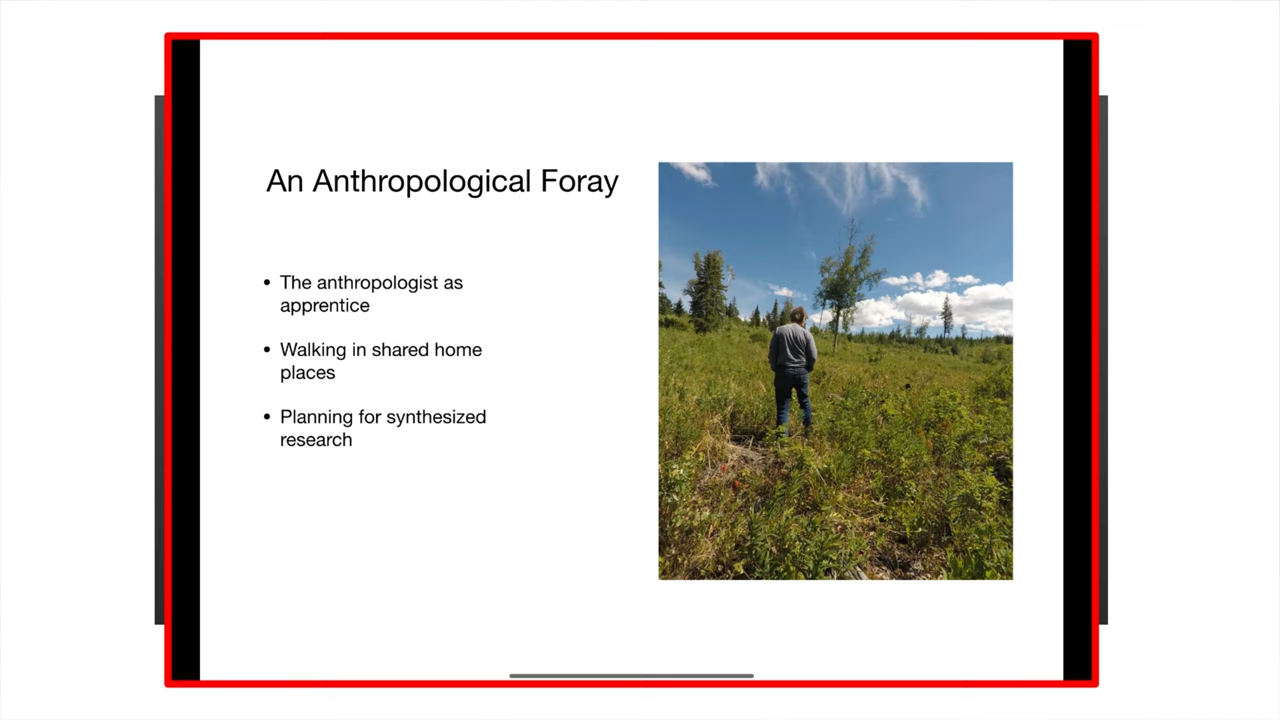 An Anthropological Foray
• The anthropologist as
apprentice
• Walking in shared home
places
• Planning for synthesized
research